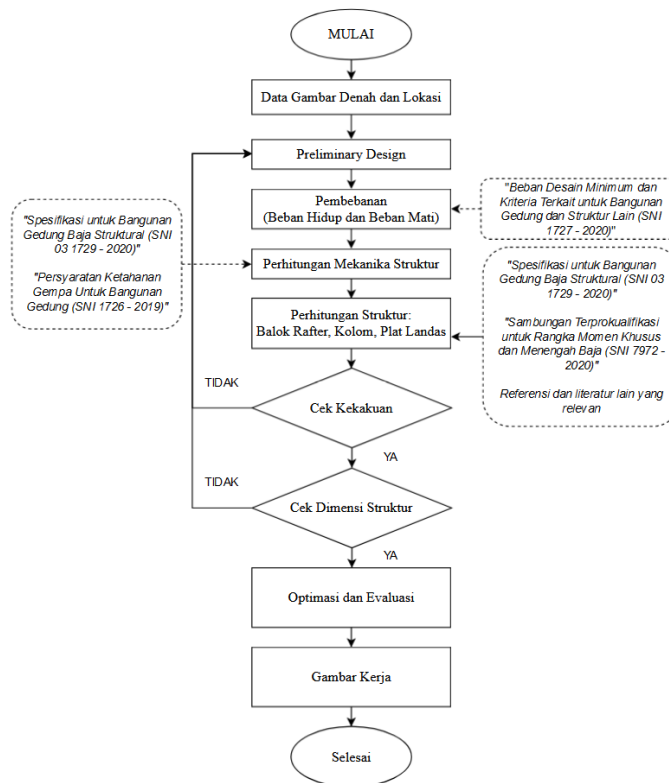 MULAI
Data Gambar Denah dan Lokasi
Preliminary Design
Pembebanan
(Beban Hidup dan Beban Mati)
"Beban Desain Minimum dan
Kriteria Terkait untuk Bangunan
Gedung dan Struktur Lain (SNI
1727 - 2020)"
"Spesifikasi untuk Bangunan
Gedung Baja Struktural (SNI
03 1729 - 2020)"
"Persyaratan Ketahanan
Gempa Untuk Bangunan
Gedung (SNI 1726 - 2019)"
Perhitungan Mekanika Struktur
Perhitungan Struktur:
Balok Rafter, Kolom, Plat Landas
"Spesifikasi untuk Bangunan
Gedung Baja Struktural (SNI 03
1729 - 2020)"
"Sambungan Terprokualifikasi
untuk Rangka Momen Khusus
dan Menengah Baja (SNI 7972 -
2020)"
Referensi dan literatur lain yang
relevan
TIDAK
Cek Kekakuan
YA
TIDAK
Cek Dimensi Struktur
YA
Optimasi dan Evaluasi
Gambar Kerja
Selesai